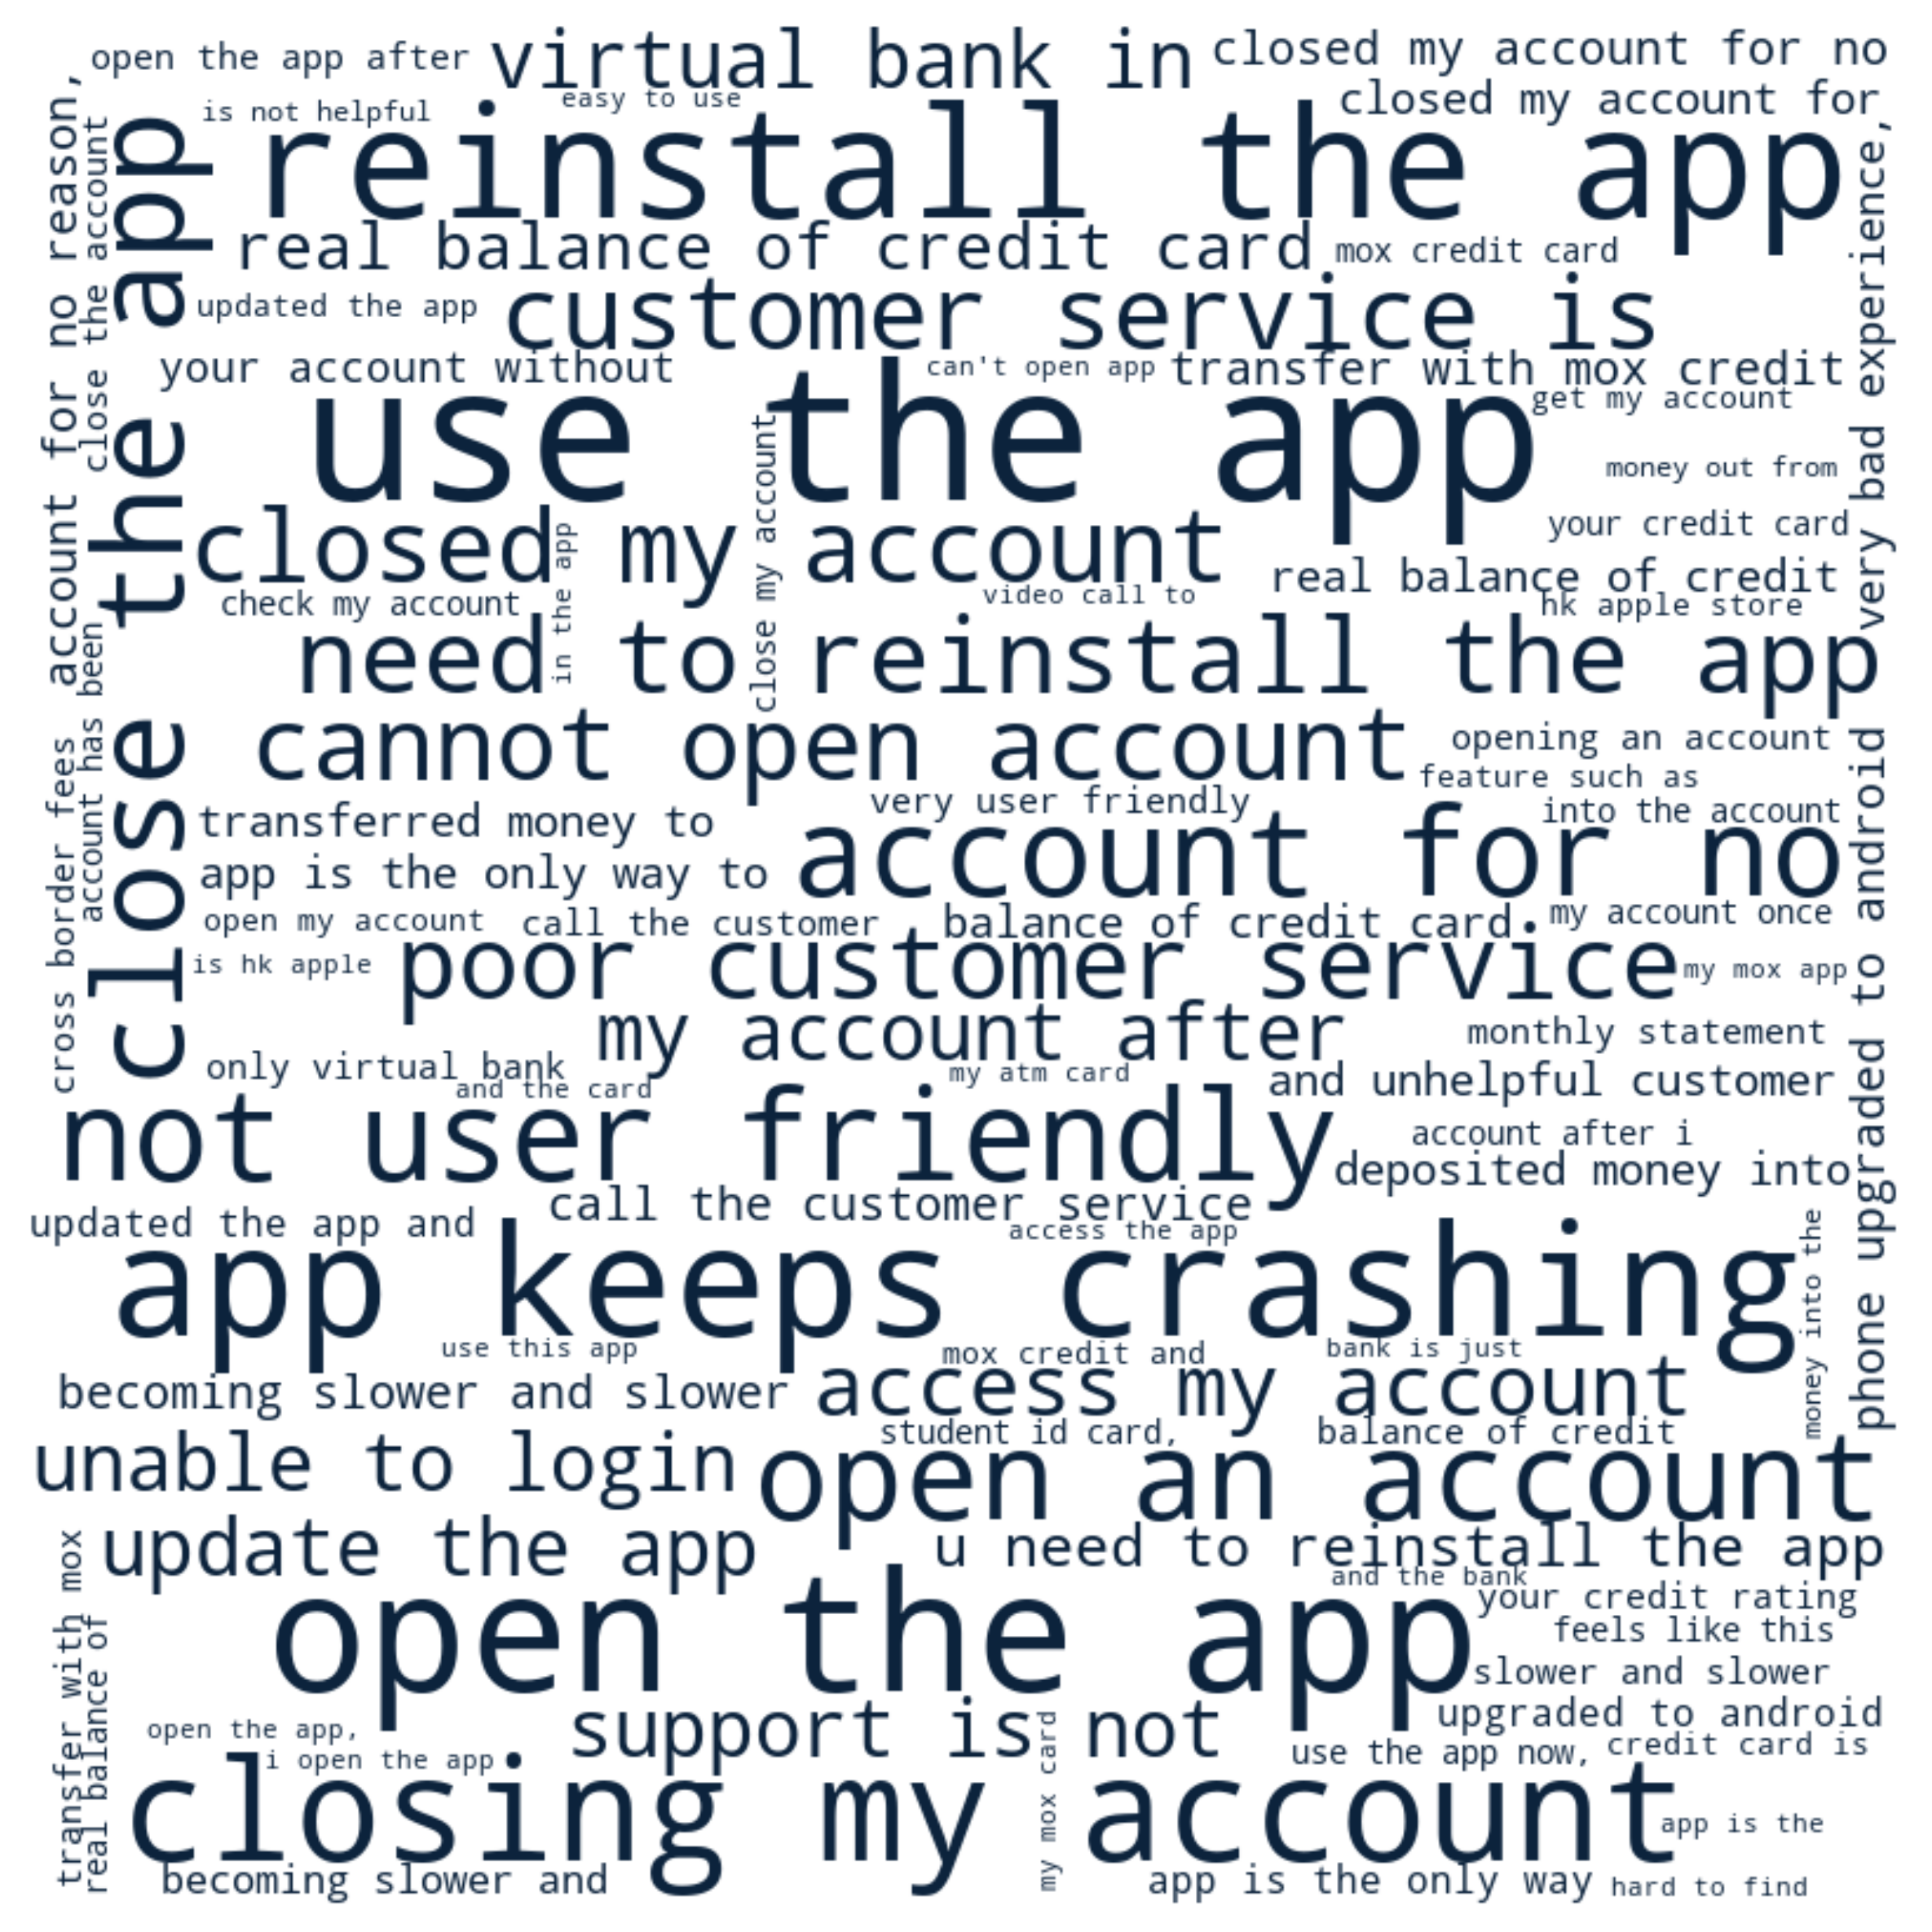 open the app after
virtual bank in
closed my account for no
is not helpful
easy to use
closed my account for
reinstall the app
real balance of credit card
mox credit card
updated the app
customer service is
your account without
can't open app
transfer with mox credit
use the app
get my account
money out from
closed my account
your credit card
real balance of credit
check my account
video call to
hk apple store
need to reinstall the app
cannot open account
opening an account
feature such as
transferred money to
very user friendly
into the account
account for no
app is the only way to
open my account
call the customer
balance of credit card
my account once
is hk apple
poor customer service
my mox app
my account after
monthly statement
only virtual bank
and the card
my atm card
and unhelpful customer
not user friendly
account after i
deposited money into
updated the app and
call the customer service
access the app
app keeps crashing
use this app
mox credit and
bank is just
becoming slower and slower
access my account
student id card,
balance of credit
unable to login
open an account
update the app
u need to reinstall the app
and the bank
open the app
your credit rating
feels like this
slower and slower
upgraded to android
open the app,
support is not
use the app now,
credit card is
i open the app
closing my account
app is the
becoming slower and
app is the only way
hard to find
account for no reason,
close the account
close the app
account has been
cross border fees
transfer with mox
real balance of
in the app
close my account
my mox card
money into the
very bad experience,
phone upgraded to android